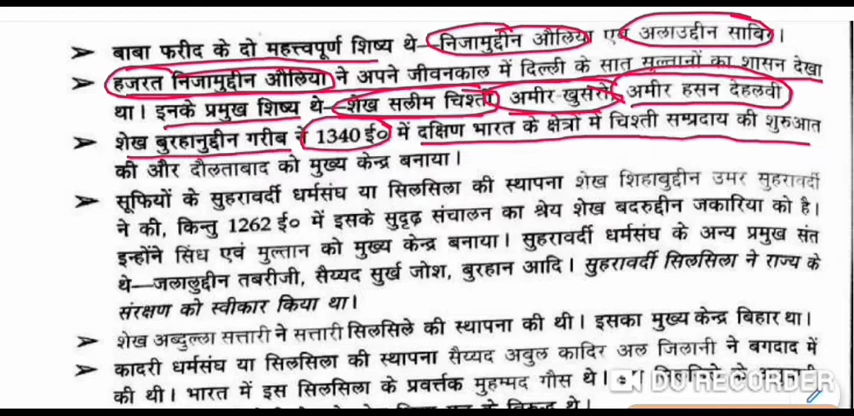 ➤ बाबा फरीद के दो महत्त्वपूर्ण शिष्य थे—निजामुद्दीन औलिया एवं अलाउद्दीन साबिर।
➤ हजरत निजामुद्दीन औलिया ने अपने जीवनकाल में दिल्ली के सात सुल्तानों का शासन देखा
था। इनके प्रमुख शिष्य थे—शेख सलीम चिश्ती, अमीर खुसरो, अमीर हसन देहलवी
➤ शेख बुरहानुद्दीन गरीब ने 1340 ई० में दक्षिण भारत के क्षेत्रों में चिश्ती सम्प्रदाय की शुरुआत
की और दौलताबाद को मुख्य केन्द्र बनाया।
➤ सूफियों के सुहरावर्दी धर्मसंघ या सिलसिला की स्थापना शेख शिहाबुद्दीन उमर सुहरावर्दी
ने की, किन्तु 1262 ई० में इसके सुदृढ़ संचालन का श्रेय शेख बदरुद्दीन जकारिया को है।
इन्होंने सिंध एवं मुल्तान को मुख्य केन्द्र बनाया। सुहरावर्दी धर्मसंघ के अन्य प्रमुख संत
थे—जलालुद्दीन तबरीजी, सैय्यद सुर्ख जोश, बुरहान आदि। सुहरावर्दी सिलसिला ने राज्य के
संरक्षण को स्वीकार किया था।
➤ शेख अब्दुल्ला सत्तारी ने सत्तारी सिलसिले की स्थापना की थी। इसका मुख्य केन्द्र बिहार था।
➤ कादरी धर्मसंघ या सिलसिला की स्थापना सैय्यद अबुल कादिर अल जिलानी ने बगदाद में
की थी। भारत में इस सिलसिला के प्रवर्त्तक मुहम्मद गौस थे। सिलसिले के अनुयायी
के विरुद्ध थे।
DU RECORDER